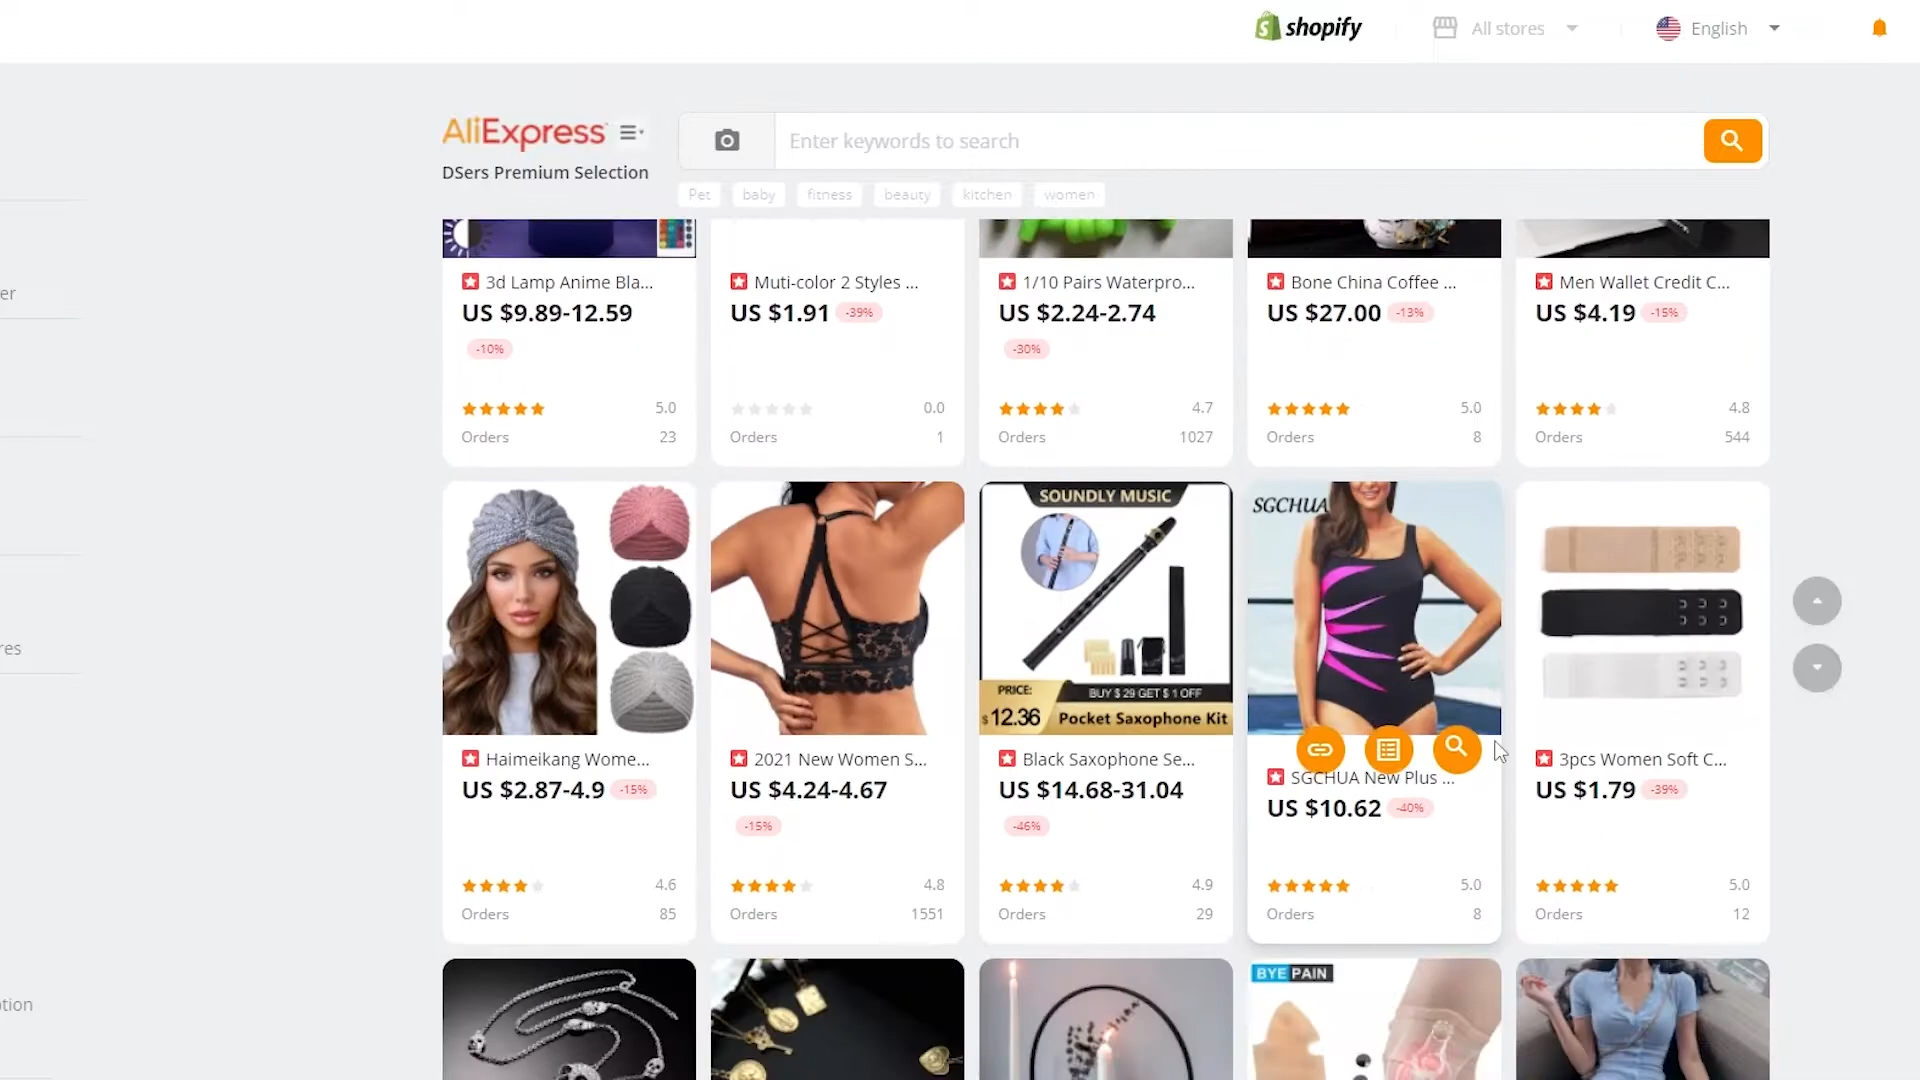 shopify
All stores
English
AliExpress
Enter keywords to search
DSers Premium Selection
Pet baby fitness beauty kitchen women
er
res
tion
3d Lamp Anime Bla...
US $9.89-12.59
-10%
5.0
Orders 23
Muti-color 2 Styles ...
US $1.91 -39%
0.0
Orders 1
1/10 Pairs Waterpro...
US $2.24-2.74
-30%
4.7
Orders 1027
Bone China Coffee ...
US $27.00 -13%
5.0
Orders 8
Men Wallet Credit C...
US $4.19 -15%
4.8
Orders 544
Haimeikang Wome...
US $2.87-4.9 -15%
4.6
Orders 85
2021 New Women S...
US $4.24-4.67
-15%
4.8
Orders 1551
SOUNDLY MUSIC
PRICE:
BUY $ 29 GET $ 1 OFF
$12.36 Pocket Saxophone Kit
Black Saxophone Se...
US $14.68-31.04
-46%
4.9
Orders 29
SGCHUA
SGCHUA New Plus ...
US $10.62 -40%
5.0
Orders 8
3pcs Women Soft C...
US $1.79 -39%
5.0
Orders 12
BYE PAIN